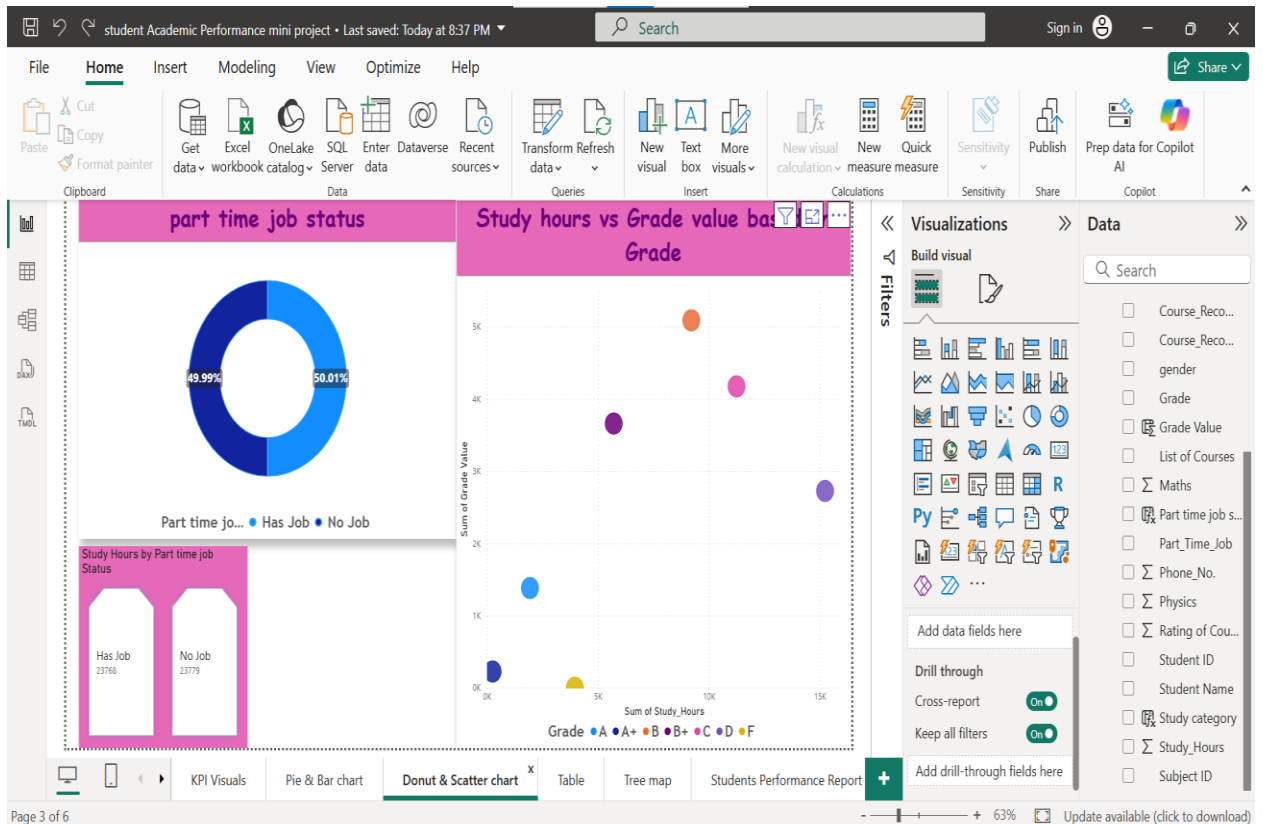 student Academic Performance mini project • Last saved: Today at 8:37 PM
Search
Sign in
File Home Insert Modeling View Optimize Help
Share
Paste
Cut
Copy
Format painter
Clipboard
Get data
Excel workbook
OneLake catalog
SQL Server
Enter data
Dataverse
Recent sources
Data
Transform data
Refresh
Queries
New visual
Text box
More visuals
Insert
New visual calculation
New measure
Quick measure
Calculations
Sensitivity
Sensitivity
Publish
Share
Prep data for AI
Copilot
Copilot
DAX
TMDL
part time job status
49.99%
50.01%
Part time jo... Has Job No Job
Study Hours by Part time job
Status
Has Job
23768
No Job
23779
Study hours vs Grade value
Grade
5K
4K
3K
2K
1K
0K
Sum of Grade Value
0K 5K 10K 15K
Sum of Study_Hours
Grade A A+ B B+ C D F
Filters
Visualizations
Build visual
123
R
Py
Add data fields here
Drill through
Cross-report
On
Keep all filters
On
Add drill-through fields here
Data
Search
Course_Reco...
Course_Reco...
gender
Grade
Grade Value
List of Courses
Maths
Part time job s...
Part_Time_Job
Phone_No.
Physics
Rating of Cou...
Student ID
Student Name
Study category
Study_Hours
Subject ID
KPI Visuals
Pie & Bar chart
Donut & Scatter chart
x
Table
Tree map
Students Performance Report
Page 3 of 6
63%
Update available (click to download)